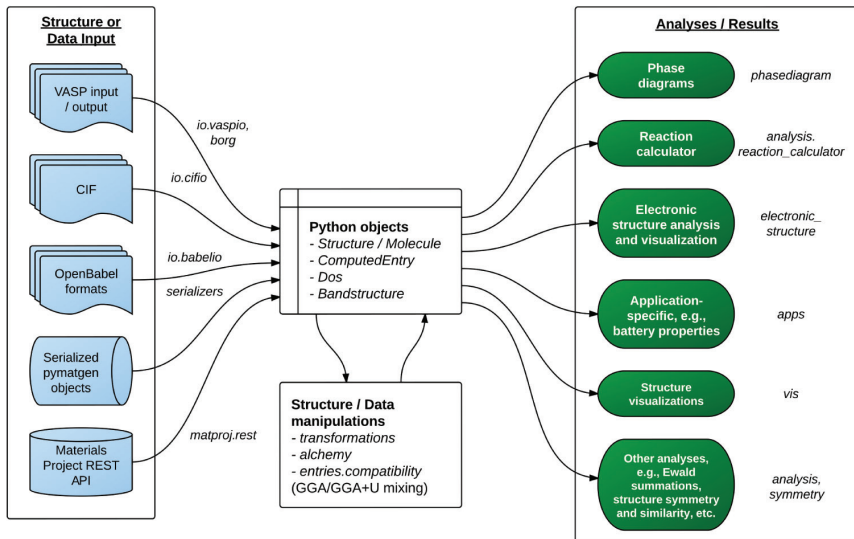 Structure or
Data Input
VASP input
/ output
CIF
OpenBabel
formats
Serialized
pymatgen
objects
Materials
Project REST
API
io.vaspio,
borg
io.cifio
io.babelio
serializers
matproj.rest
Python objects
- Structure / Molecule
- ComputedEntry
- Dos
- Bandstructure
Structure / Data
manipulations
- transformations
- alchemy
- entries.compatibility
(GGA/GGA+U mixing)
Analyses / Results
Phase
diagrams
phasediagram
Reaction
calculator
analysis.
reaction_calculator
Electronic
structure analysis
and visualization
electronic_
structure
Application-
specific, e.g.,
battery properties
apps
Structure
visualizations
vis
Other analyses,
e.g., Ewald
summations,
structure symmetry
and similarity, etc.
analysis,
symmetry